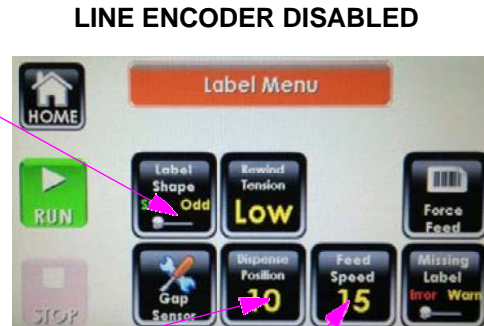 LINE ENCODER DISABLED
Label Menu
HOME
RUN
Label
Shape
Odd
Rewind
Tension
Low
Force
Feed
STOP
Gap
Sensor
Dispense
Position
10
Feed
Speed
15
Missing
Label
Error Warn